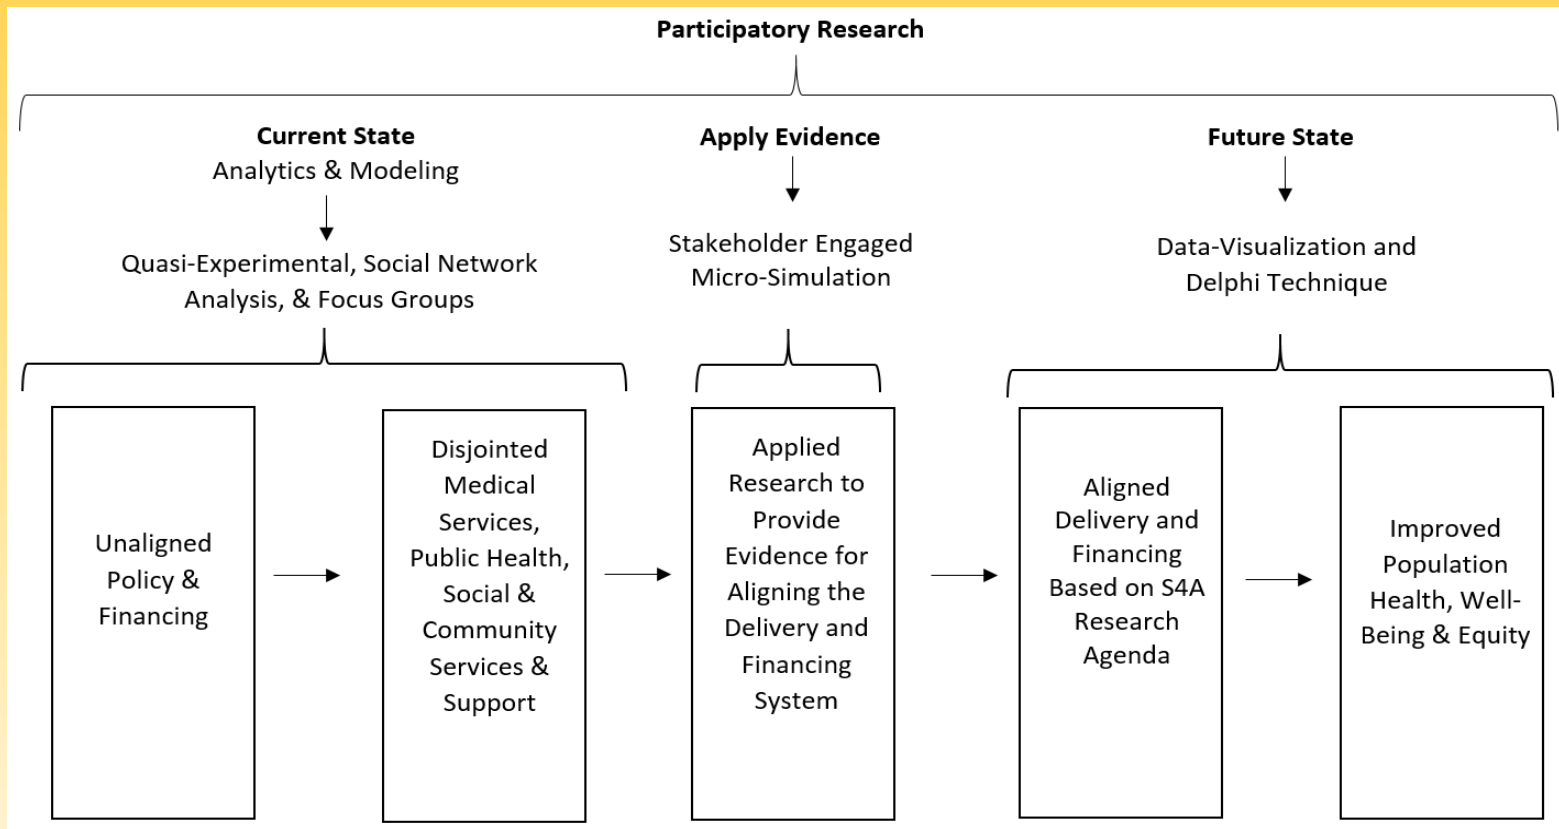 Participatory Research
Current State
Analytics & Modeling
Quasi-Experimental, Social Network
Analysis, & Focus Groups
Apply Evidence
Stakeholder Engaged
Micro-Simulation
Future State
Data-Visualization and
Delphi Technique
Unaligned
Policy &
Financing
Disjointed
Medical
Services,
Public Health,
Social &
Community
Services &
Support
Applied
Research to
Provide
Evidence for
Aligning the
Delivery and
Financing
System
Aligned
Delivery and
Financing
Based on S4A
Research
Agenda
Improved
Population
Health, Well-
Being & Equity